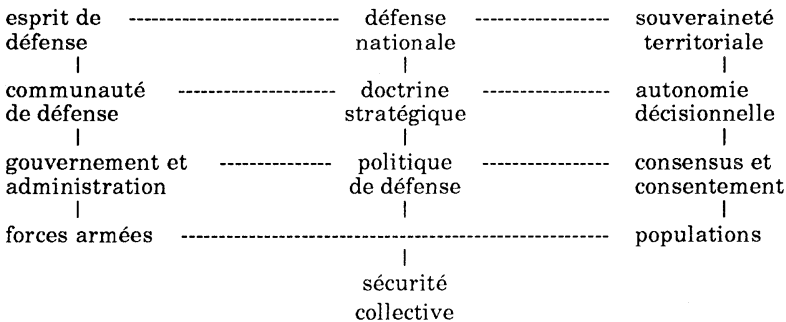 esprit de défense souveraineté
défense nationale territoriale
communauté doctrine autonomie
de défense stratégique décisionnelle
gouvernement et politique consensus et
administration de défense consentement
forces armées populations
sécurité
collective